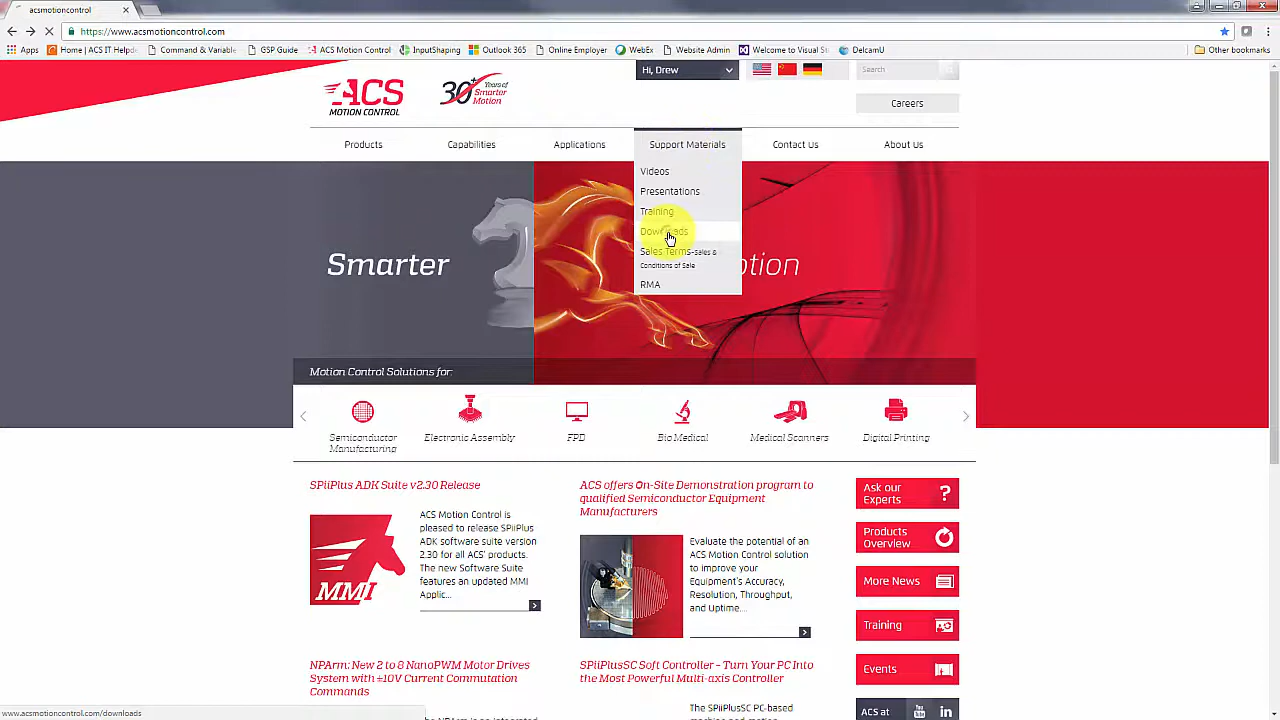 acsmotioncontrol
https://www.acsmotioncontrol.com
Apps
Home | ACS IT Helpde
Command & Variable
GSP Guide
ACS Motion Control
InputShaping
Outlook 365
Online Employer
WebEx
Website Admin
Welcome to Visual St
DelcamU
Other bookmarks
Hi, Drew
Search
ACS
MOTION CONTROL
30+ Years of
Smarter
Motion
Careers
Products
Capabilities
Applications
Support Materials
Contact Us
About Us
Videos
Presentations
Training
Downloads
Sales Terms-sales &
Conditions of Sale
RMA
Smarter
otion
Motion Control Solutions for:
Semiconductor
Manufacturing
Electronic Assembly
FPD
Bio Medical
Medical Scanners
Digital Printing
SPiiPlus ADK Suite v2.30 Release
ACS Motion Control is
pleased to release SPiiPlus
ADK software suite version
2.30 for all ACS' products.
The new Software Suite
features an updated MMI
Applic...
MMI
ACS offers On-Site Demonstration program to
qualified Semiconductor Equipment
Manufacturers
Evaluate the potential of an
ACS Motion Control solution
to improve your
Equipment's Accuracy,
Resolution, Throughput,
and Uptime....
Ask our
Experts
?
Products
Overview
More News
Training
Events
ACS at
You
Tube
in
NPArm: New 2 to 8 NanoPWM Motor Drives
System with ±10V Current Commutation
Commands
SPiiPlusSC Soft Controller – Turn Your PC Into
the Most Powerful Multi-axis Controller
The SPiiPlusSC PC-based
www.acsmotioncontrol.com/downloads